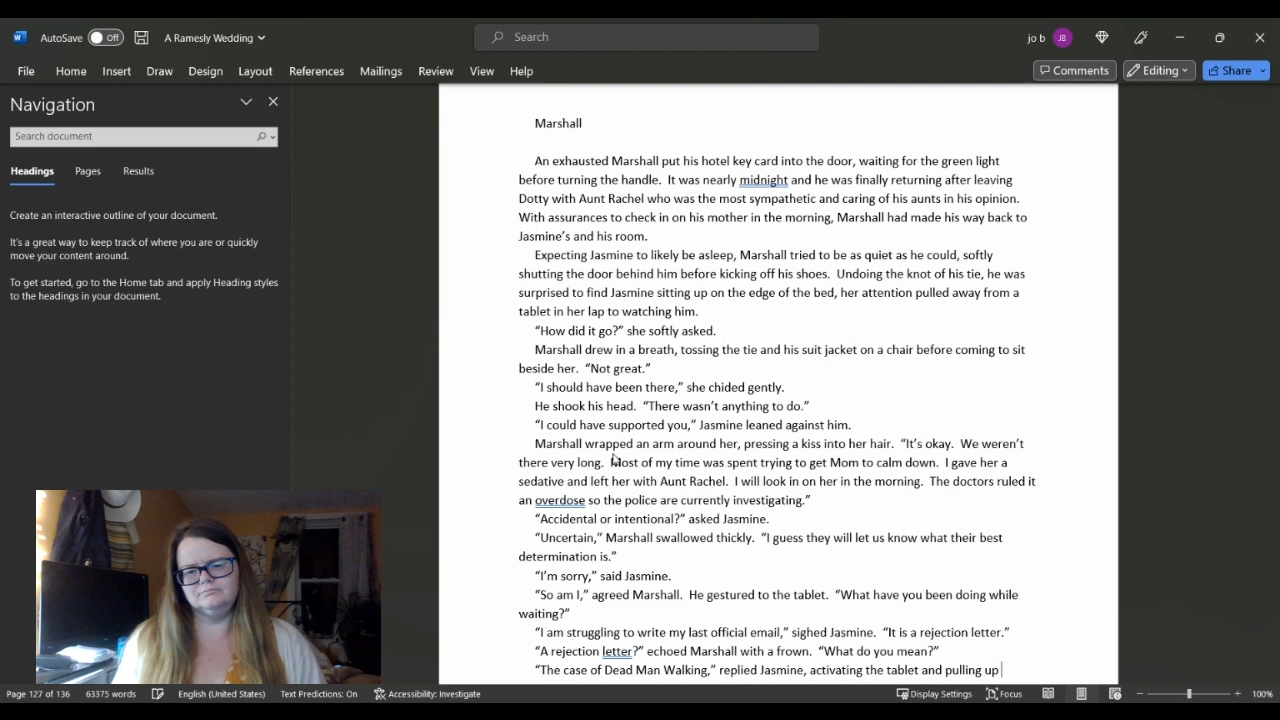 AutoSave Off A Ramesly Wedding Search jo b JB
File Home Insert Draw Design Layout References Mailings Review View Help Comments Editing Share
Navigation
Search document
Headings Pages Results
Create an interactive outline of your document.
It's a great way to keep track of where you are or quickly
move your content around.
To get started, go to the Home tab and apply Heading styles
to the headings in your document.
Marshall
An exhausted Marshall put his hotel key card into the door, waiting for the green light
before turning the handle.  It was nearly midnight and he was finally returning after leaving
Dotty with Aunt Rachel who was the most sympathetic and caring of his aunts in his opinion.
With assurances to check in on his mother in the morning, Marshall had made his way back to
Jasmine’s and his room.
Expecting Jasmine to likely be asleep, Marshall tried to be as quiet as he could, softly
shutting the door behind him before kicking off his shoes.  Undoing the knot of his tie, he was
surprised to find Jasmine sitting up on the edge of the bed, her attention pulled away from a
tablet in her lap to watching him.
“How did it go?” she softly asked.
Marshall drew in a breath, tossing the tie and his suit jacket on a chair before coming to sit
beside her.  “Not great.”
“I should have been there,” she chided gently.
He shook his head.  “There wasn’t anything to do.”
“I could have supported you,” Jasmine leaned against him.
Marshall wrapped an arm around her, pressing a kiss into her hair.  “It’s okay.  We weren’t
there very long.  Most of my time was spent trying to get Mom to calm down.  I gave her a
sedative and left her with Aunt Rachel.  I will look in on her in the morning.  The doctors ruled it
an overdose so the police are currently investigating.”
“Accidental or intentional?” asked Jasmine.
“Uncertain,” Marshall swallowed thickly.  “I guess they will let us know what their best
determination is.”
“I’m sorry,” said Jasmine.
“So am I,” agreed Marshall.  He gestured to the tablet.  “What have you been doing while
waiting?”
“I am struggling to write my last official email,” sighed Jasmine.  “It is a rejection letter.”
“A rejection letter?” echoed Marshall with a frown.  “What do you mean?”
“The case of Dead Man Walking,” replied Jasmine, activating the tablet and pulling up
Page 127 of 136 63375 words English (United States) Text Predictions: On Accessibility: Investigate Display Settings Focus 100%